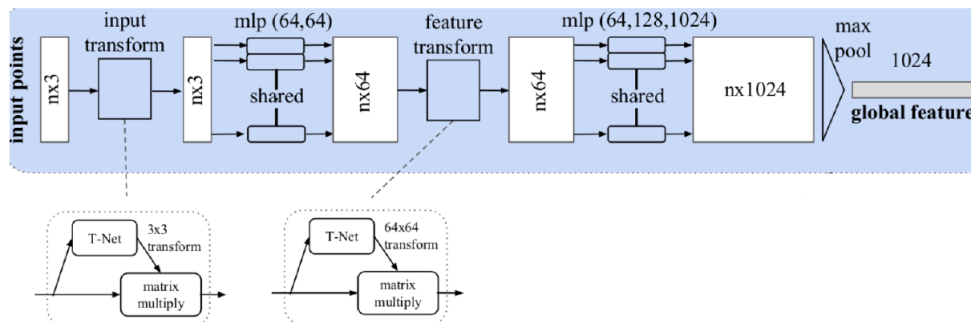 input points
nx3
input
transform
nx3
mlp (64,64)
shared
nx64
feature
transform
nx64
mlp (64,128,1024)
shared
nx1024
max
pool
1024
global feature
T-Net
3x3
transform
matrix
multiply
T-Net
64x64
transform
matrix
multiply